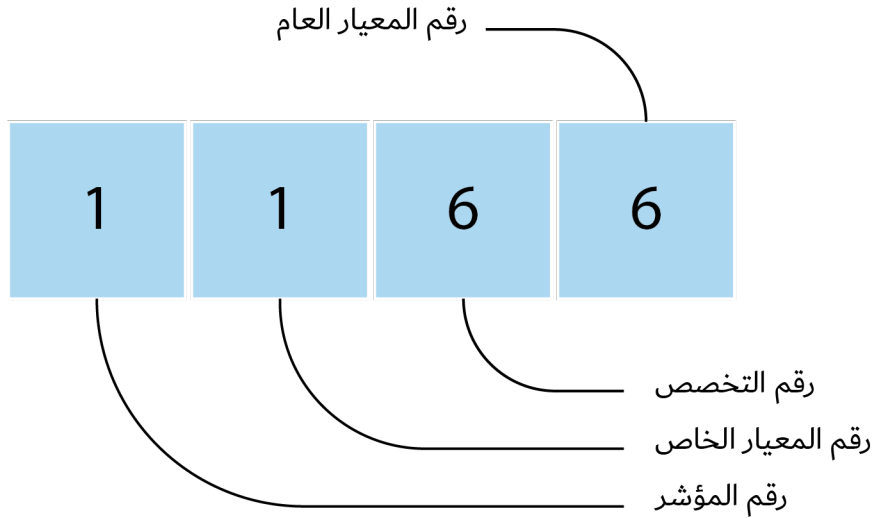 رقم المعيار العام
1 1 6 6
رقم التخصص
رقم المعيار الخاص
رقم المؤشر